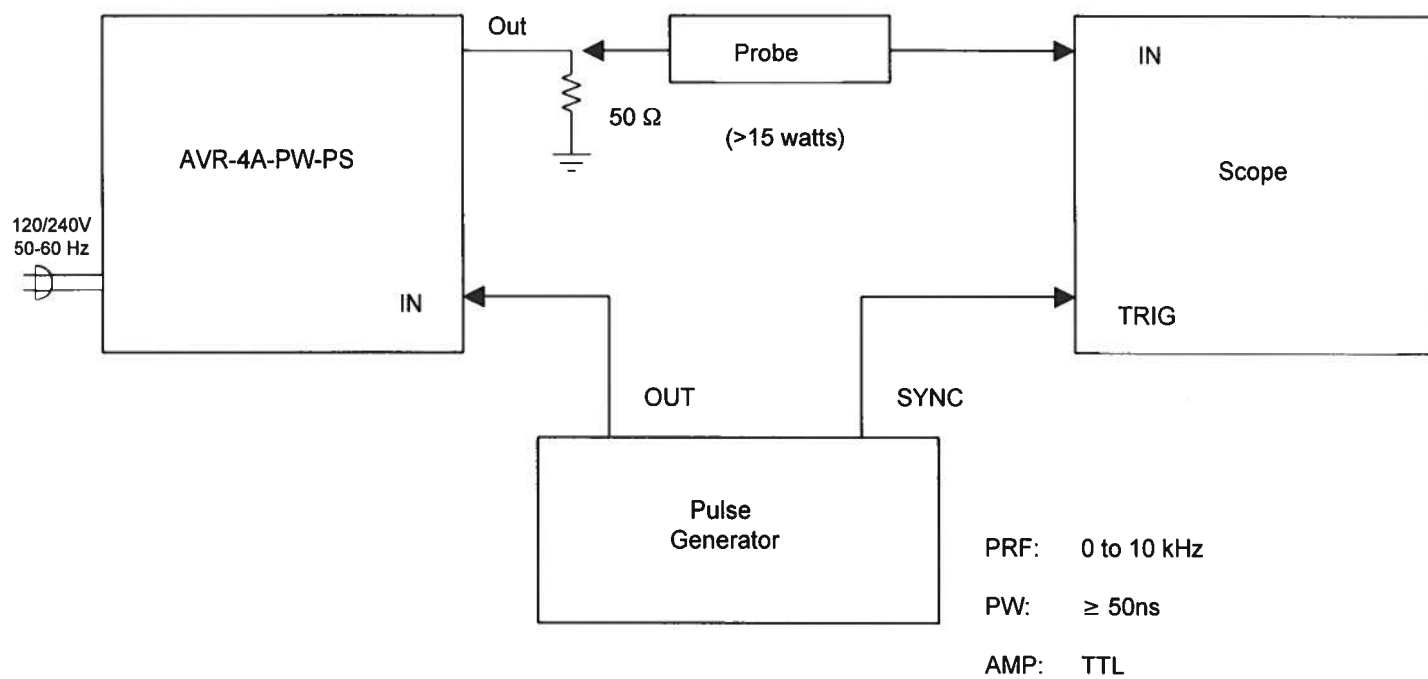 Out
Probe
IN
50 Ω
(>15 watts)
AVR-4A-PW-PS
Scope
120/240V
50-60 Hz
IN
TRIG
OUT
SYNC
Pulse
Generator
PRF: 0 to 10 kHz
PW: ≥ 50ns
AMP: TTL